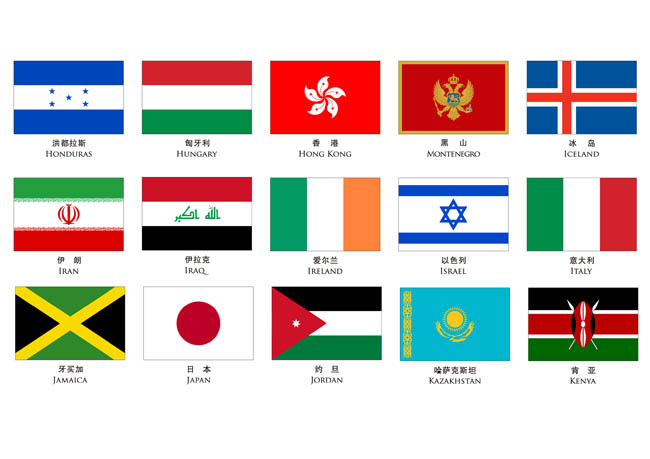 洪都拉斯
HONDURAS
匈牙利
HUNGARY
香 港
HONG KONG
黑 山
MONTENEGRO
冰 岛
ICELAND
伊 朗
IRAN
الله اكبر
伊拉克
IRAQ
爱尔兰
IRELAND
以色列
ISRAEL
意大利
ITALY
牙买加
JAMAICA
日 本
JAPAN
约 旦
JORDAN
哈萨克斯坦
KAZAKHSTAN
肯 亚
KENYA